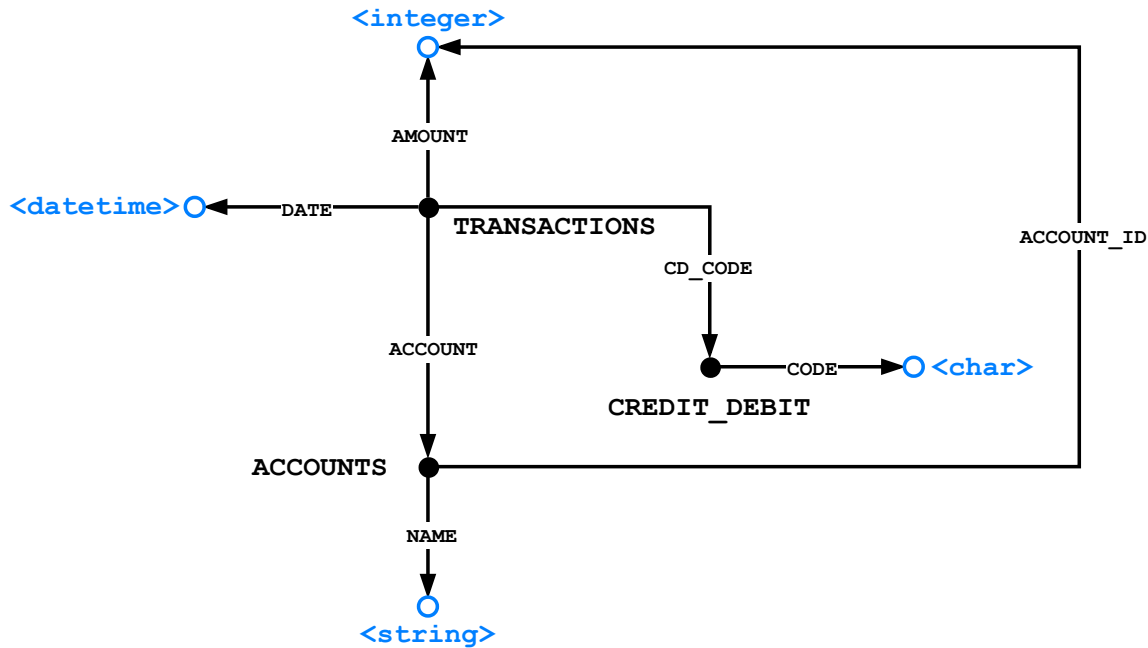 <integer>
AMOUNT
<datetime>
DATE
TRANSACTIONS
ACCOUNT_ID
CD_CODE
ACCOUNT
CODE
<char>
CREDIT_DEBIT
ACCOUNTS
NAME
<string>